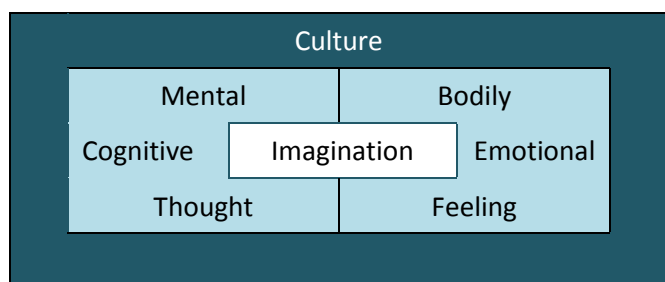 Culture
Mental Bodily
Cognitive Imagination Emotional
Thought Feeling